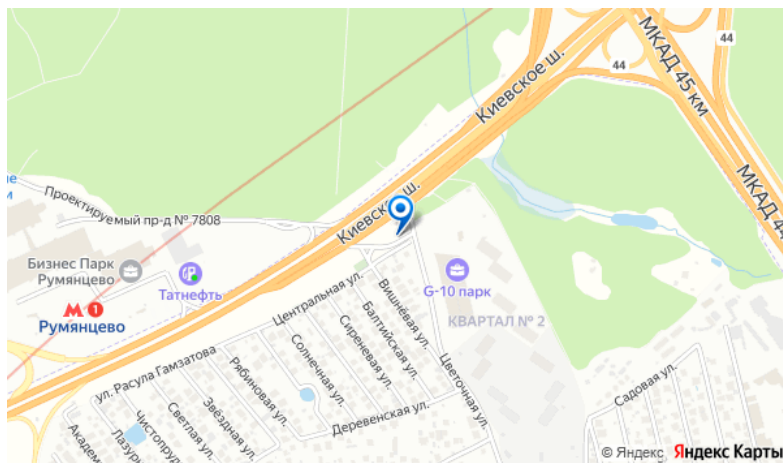 44
МКАД 45 км
44
Киевское ш.
МКАД 44
Проектируемый пр-д № 7808
Киевское ш.
Бизнес Парк
Румянцево
Татнефть
G-10 парк
1
Румянцево
Центральная ул.
Вишнёвая ул.
Балтийская ул.
Сиреневая ул.
Солнечная ул.
КВАРТАЛ № 2
Цветочная ул.
ул. Расула Гамзатова
Рябиновая ул.
Звёздная ул.
Светлая ул.
Деревенская ул.
Садовая ул.
© Яндекс Яндекс Карты